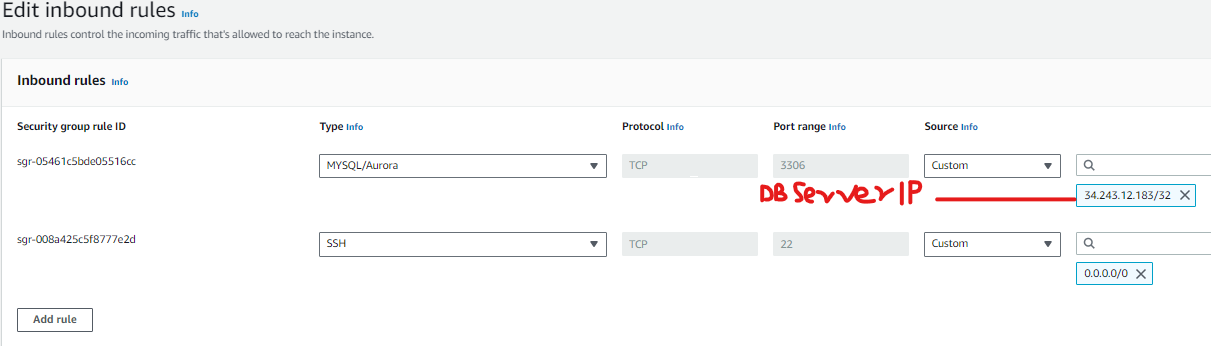 Edit inbound rules Info
Inbound rules control the incoming traffic that's allowed to reach the instance.
Inbound rules Info
Security group rule ID Type Info Protocol Info Port range Info Source Info
sgr-05461c5bde05516cc MYSQL/Aurora TCP 3306 Custom
DB Server IP 34.243.12.183/32
sgr-008a425c5f8777e2d SSH TCP 22 Custom
0.0.0.0/0
Add rule